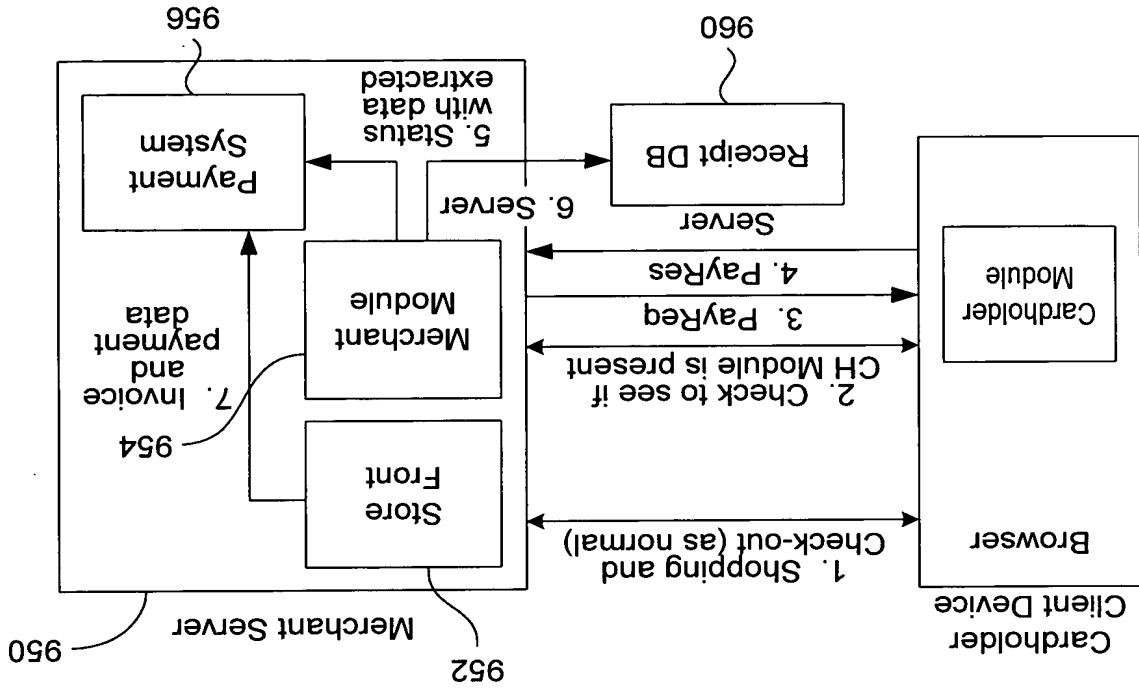 Cardholder
Client Device
Browser
Cardholder
Module
1. Shopping and
Check-out (as normal)
2. Check to see if
CH Module is present
3. PayReq
4. PayRes
Server
Receipt DB
960
952
Merchant Server
950
Store
Front
954
Merchant
Module
7. Invoice
and
payment
data
6. Server
5. Status
with data
extracted
Payment
System
956